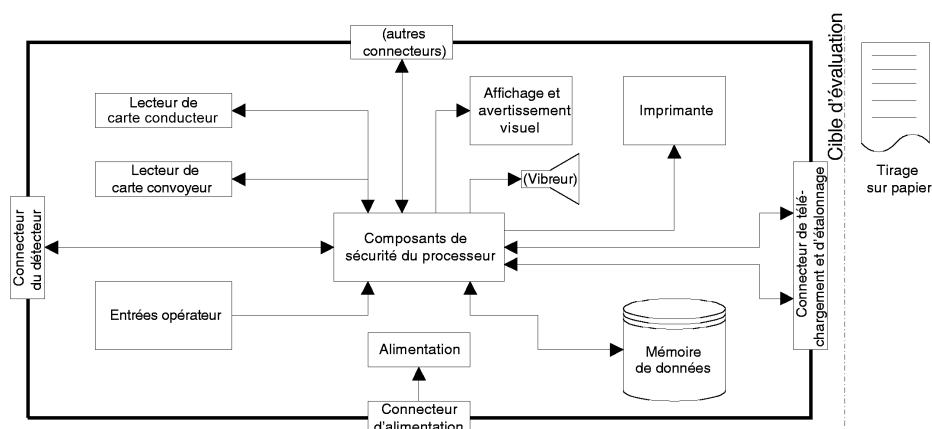 (autres
connecteurs)
Cible d'évaluation
Lecteur de
carte conducteur
Affichage et
avertissement
visuel
Imprimante
Tirage
sur papier
Lecteur de
carte convoyeur
(Vibreur)
Connecteur
du détecteur
Composants de
sécurité du processeur
Connecteur de télé-
chargement et d'étalonnage
Entrées opérateur
Alimentation
Mémoire
de données
Connecteur
d'alimentation